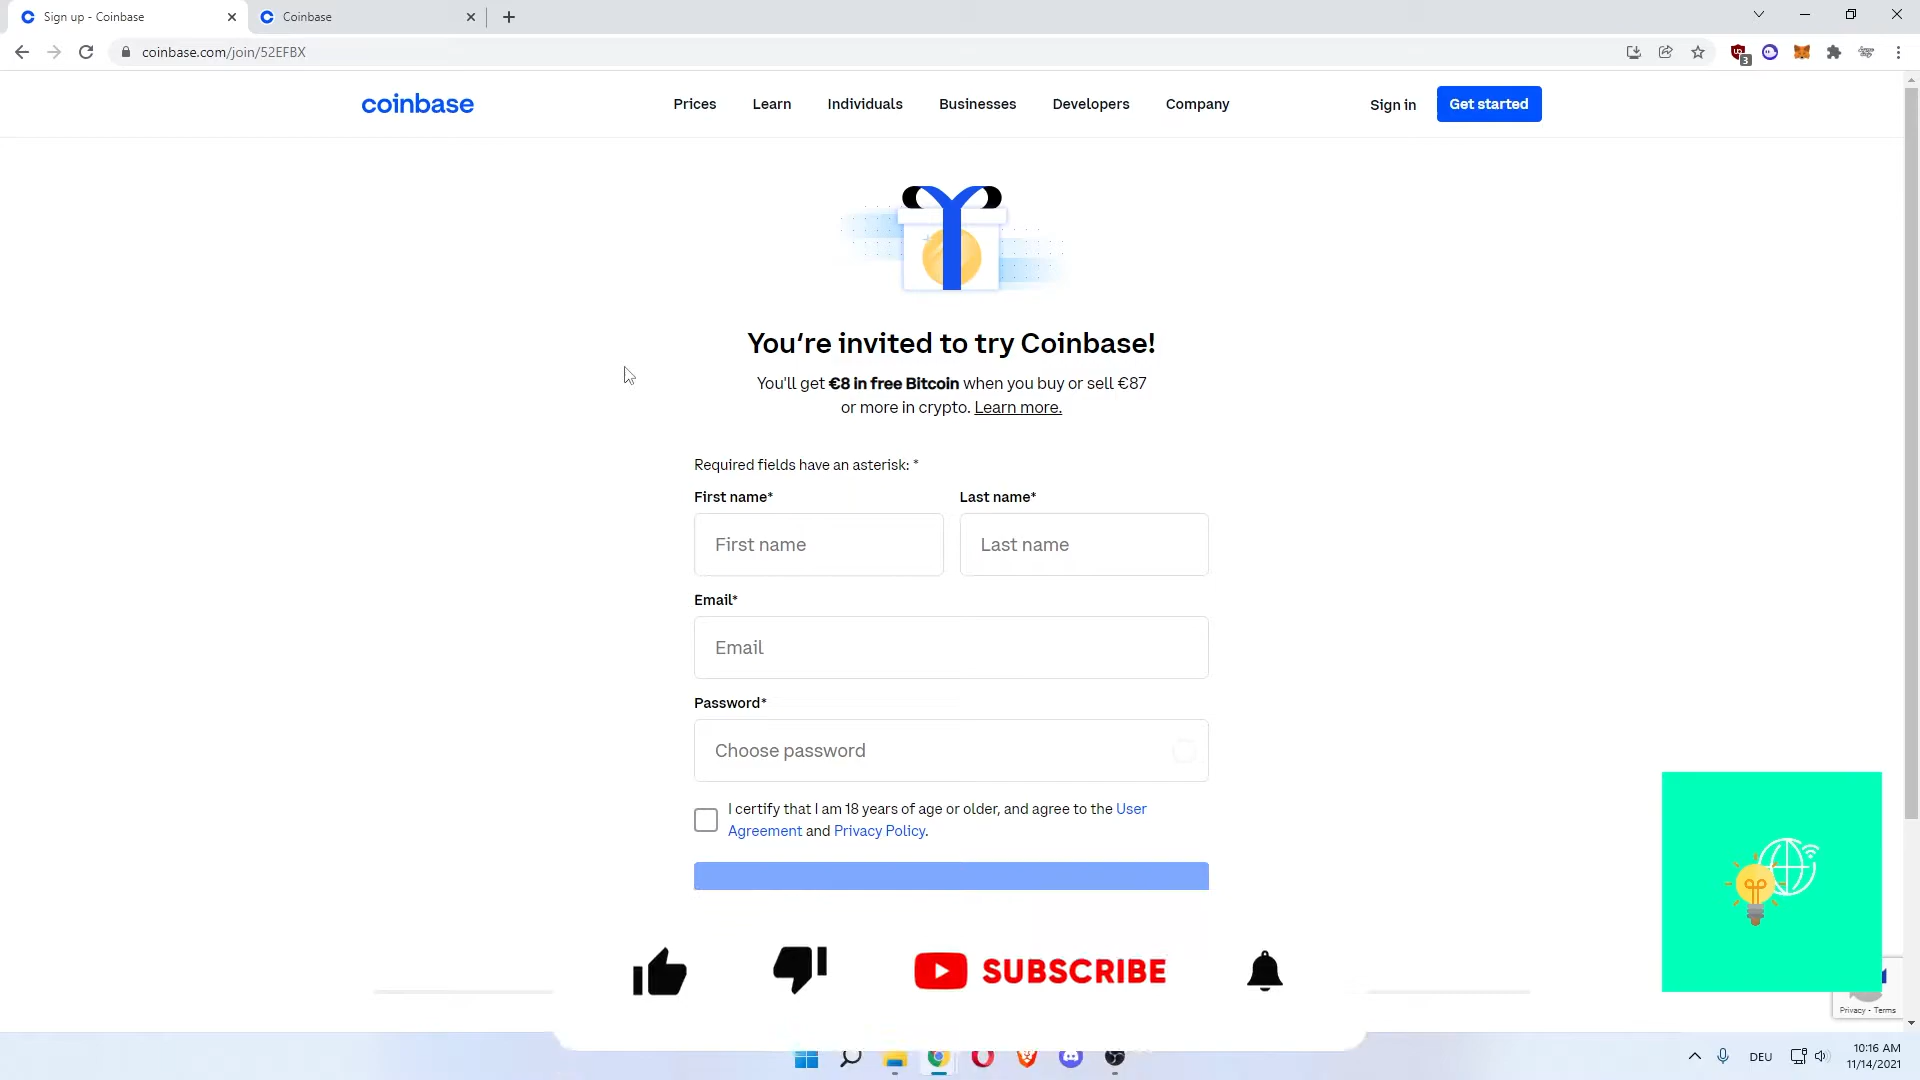 Sign up - Coinbase
Coinbase
coinbase.com/join/52EFBX
3
coinbase
Prices
Learn
Individuals
Businesses
Developers
Company
Sign in
Get started
You're invited to try Coinbase!
You'll get €8 in free Bitcoin when you buy or sell €87
or more in crypto. Learn more.
Required fields have an asterisk: *
First name*
Last name*
First name
Last name
Email*
Email
Password*
Choose password
I certify that I am 18 years of age or older, and agree to the User
Agreement and Privacy Policy.
SUBSCRIBE
Privacy - Terms
DEU
10:16 AM
11/14/2021